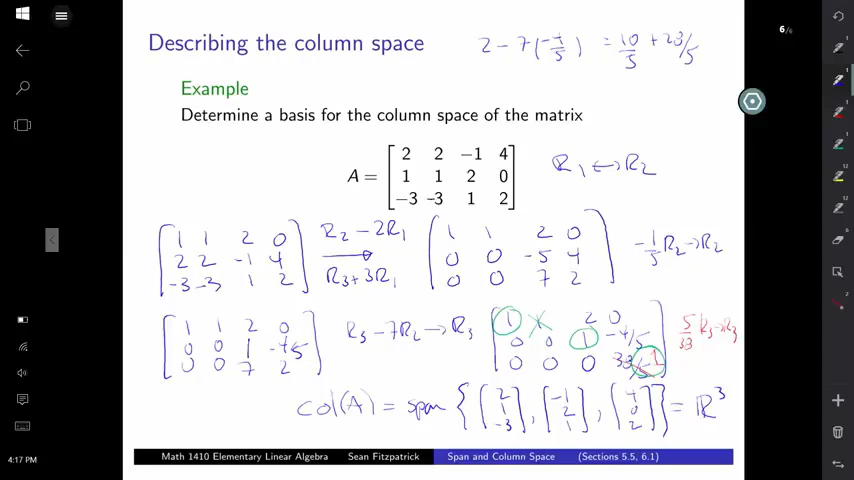 6/6
Describing the column space
2 - 7(-4/5) = 10/5 + 28/5
Example
Determine a basis for the column space of the matrix
A = [2 2 −1 4
1 1 2 0
−3 −3 1 2]
R₁ ↔ R₂
[1 1 2 0
2 2 -1 4
-3 -3 1 2]
R₂ - 2R₁
R₃ + 3R₁
[1 1 2 0
0 0 -5 4
0 0 7 2]
-1/5 R₂ → R₂
[1 1 2 0
0 0 1 -4/5
0 0 7 2]
R₃ - 7R₂ → R₃
[1 1 2 0
0 0 1 -4/5
0 0 0 38/5 1]
5/33 R₃ → R₃
col(A) = span {[2 1 -3], [-1 2 1], [4 0 2]} = ℝ³
Math 1410 Elementary Linear Algebra Sean Fitzpatrick Span and Column Space (Sections 5.5, 6.1)
4:17 PM